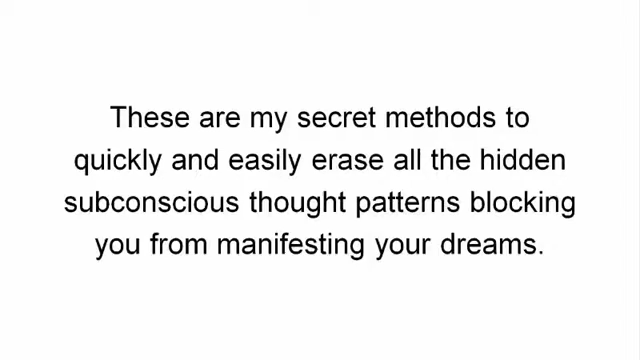 These are my secret methods to
quickly and easily erase all the hidden
subconscious thought patterns blocking
you from manifesting your dreams.